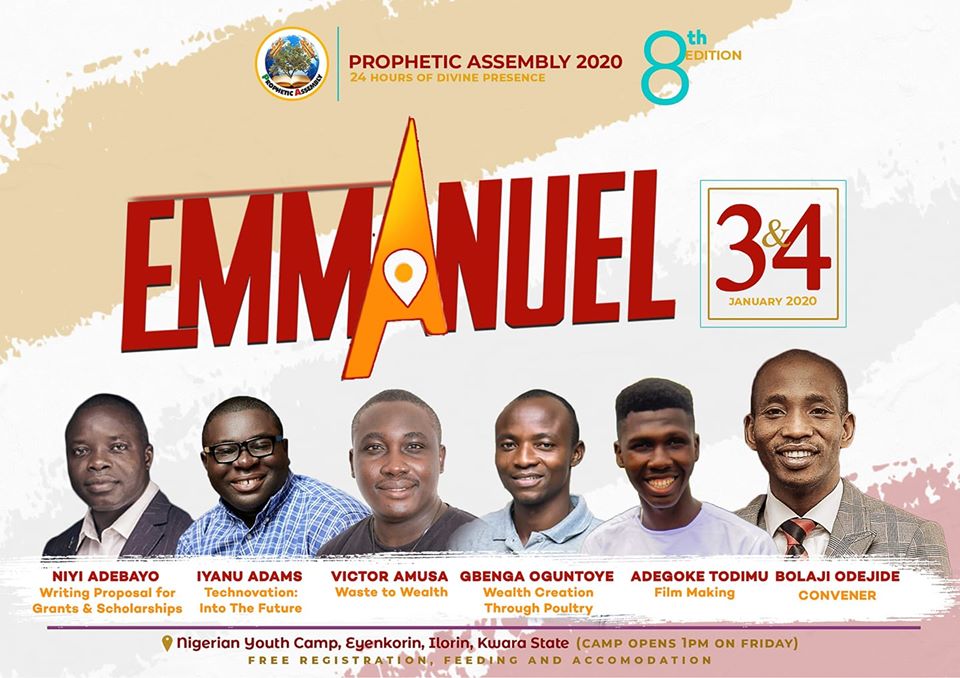 PROPHETIC ASSEMBLY
PROPHETIC ASSEMBLY 2020
24 HOURS OF DIVINE PRESENCE
8th EDITION
EMMANUEL
3&4
JANUARY 2020
NIYI ADEBAYO
Writing Proposal for
Grants & Scholarships
IYANU ADAMS
Technovation:
Into The Future
VICTOR AMUSA
Waste to Wealth
GBENGA OGUNTOYE
Wealth Creation
Through Poultry
ADEGOKE TODIMU
Film Making
BOLAJI ODEJIDE
CONVENER
Nigerian Youth Camp, Eyenkorin, Ilorin, Kwara State (CAMP OPENS 1PM ON FRIDAY)
FREE REGISTRATION, FEEDING AND ACCOMODATION